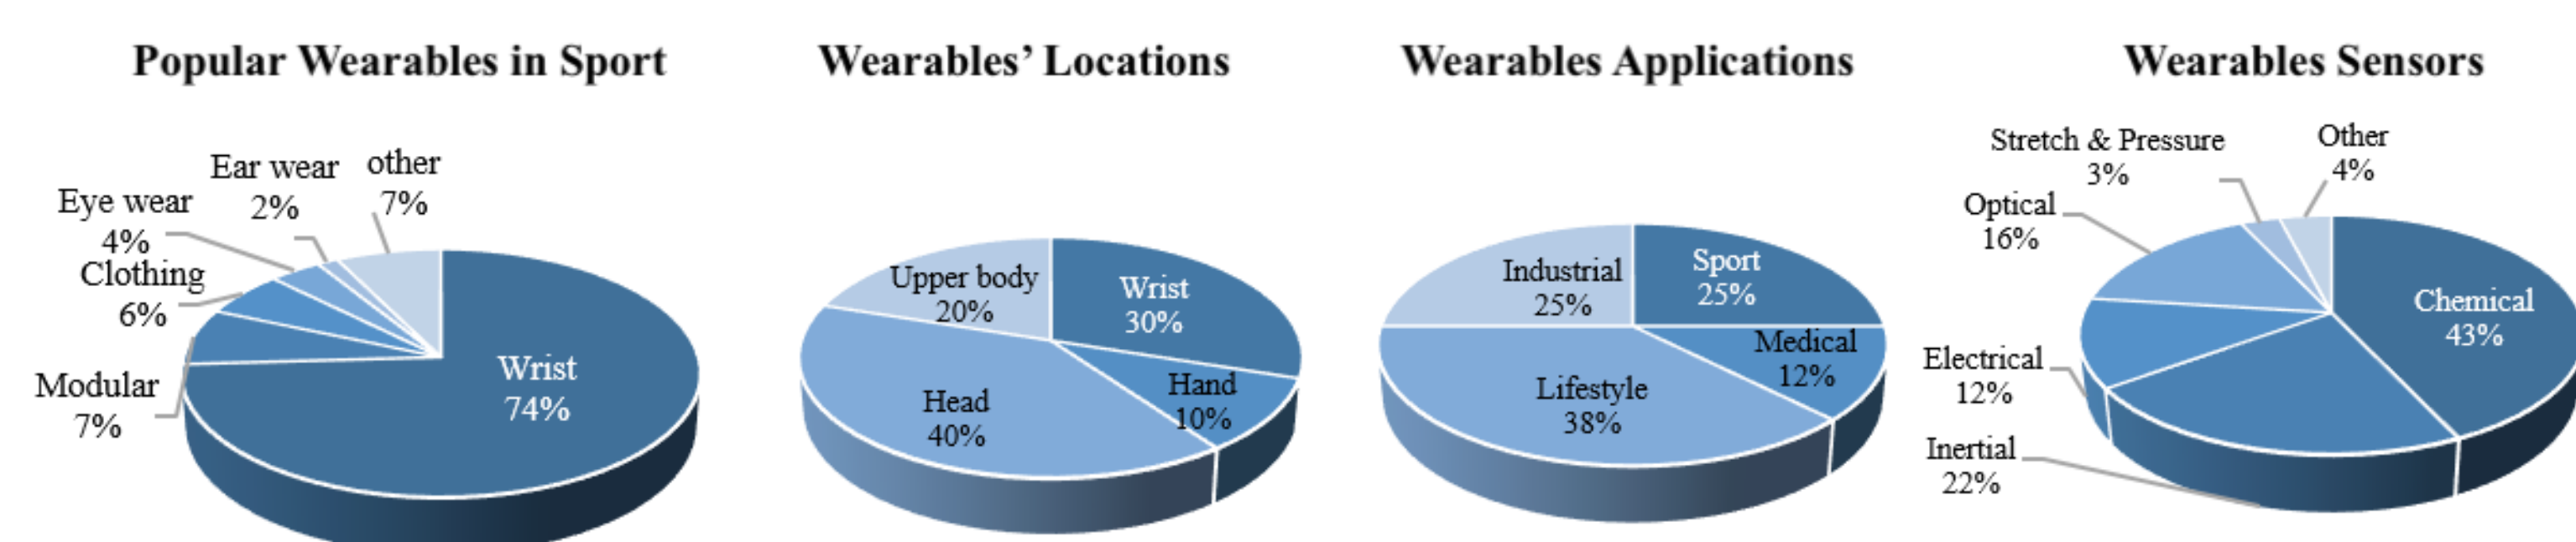 Popular Wearables in Sport
Ear wear
2%
other
7%
Eye wear
4%
Clothing
6%
Modular
7%
Wrist
74%
Wearables' Locations
Upper body
20%
Wrist
30%
Hand
10%
Head
40%
Wearables Applications
Industrial
25%
Sport
25%
Medical
12%
Lifestyle
38%
Wearables Sensors
Stretch & Pressure
3%
Other
4%
Optical
16%
Chemical
43%
Electrical
12%
Inertial
22%